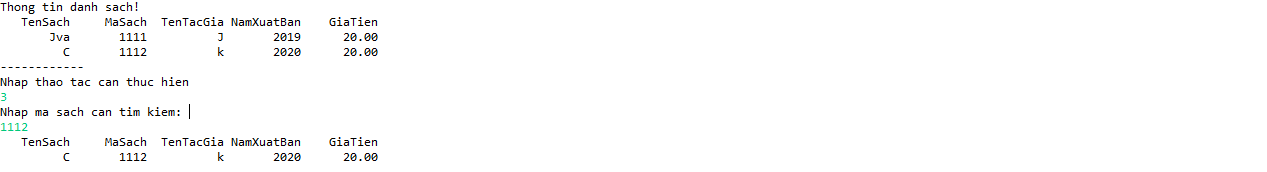 Thong tin danh sach!
TenSach MaSach TenTacGia NamXuatBan GiaTien
Jva 1111 J 2019 20.00
C 1112 k 2020 20.00
------------
Nhap thao tac can thuc hien
3
Nhap ma sach can tim kiem:
1112
TenSach MaSach TenTacGia NamXuatBan GiaTien
C 1112 k 2020 20.00